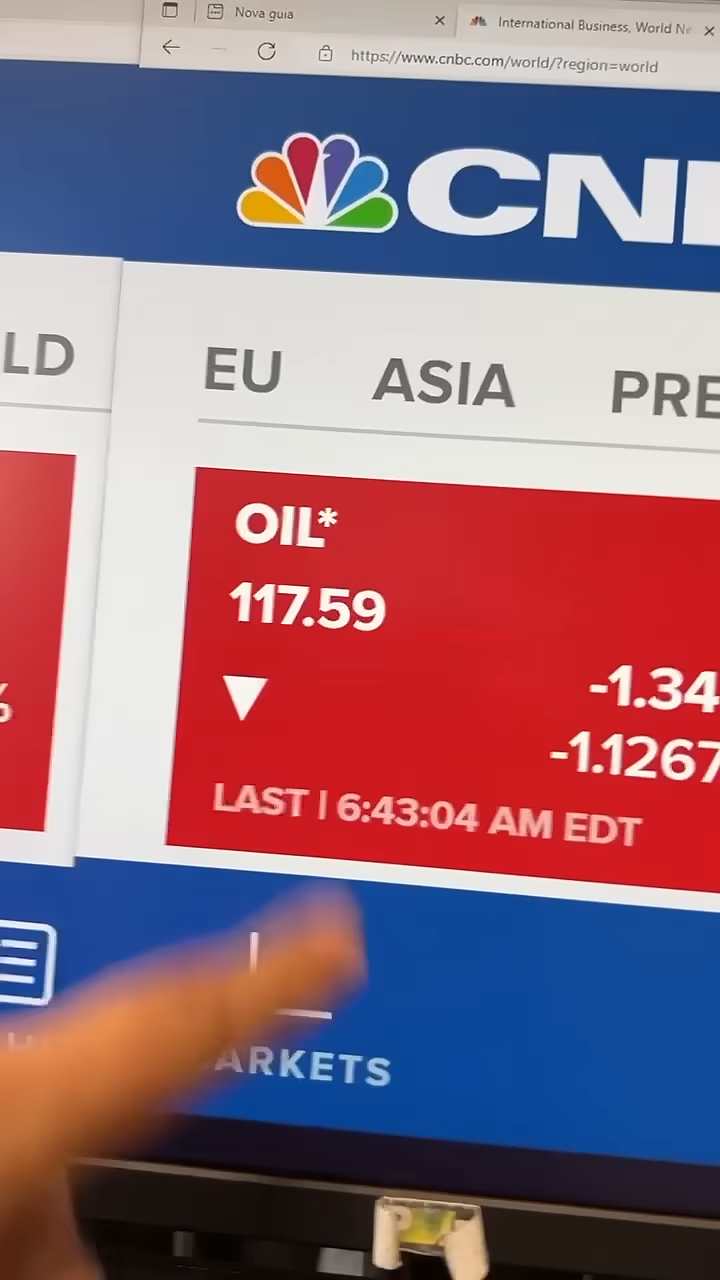 Nova guia
International Business, World Ne
https://www.cnbc.com/world/?region=world
CN
LD
EU
ASIA
PRE
OIL*
117.59
%
-1.34
-1.1267
LAST | 6:43:04 AM EDT
ARKETS